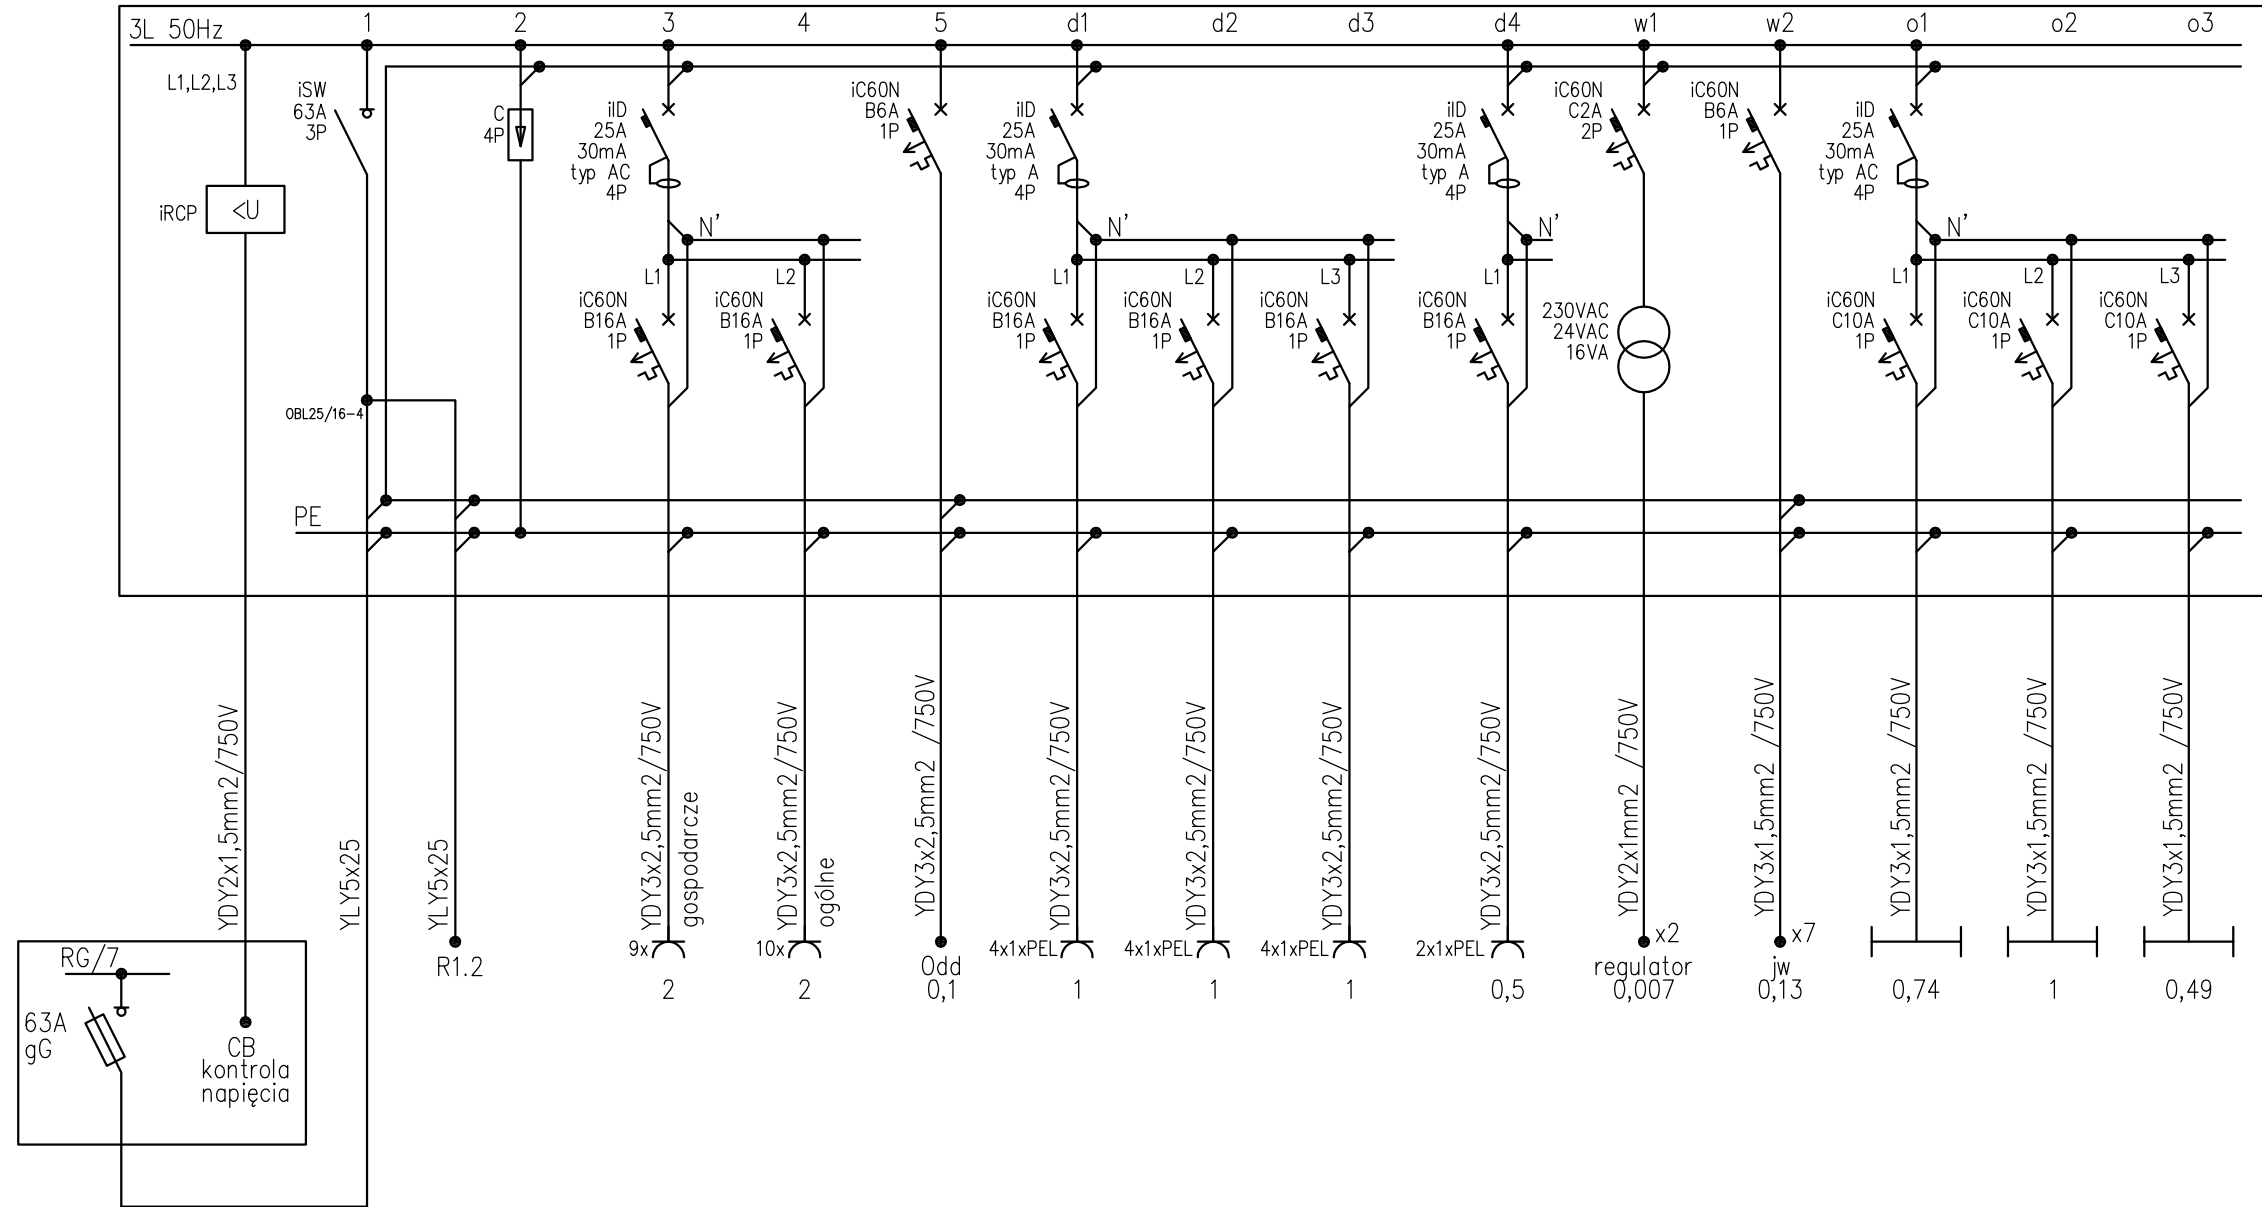 3L 50Hz
1
2
3
4
5
d1
d2
d3
d4
w1
w2
o1
o2
o3
L1,L2,L3
iRCP
<U
iSW
63A
3P
C
4P
iID
25A
30mA
typ AC
4P
iC60N
B6A
1P
iID
25A
30mA
typ A
4P
iID
25A
30mA
typ A
4P
iC60N
C2A
2P
iC60N
B6A
1P
iID
25A
30mA
typ AC
4P
N'
N'
N'
N'
L1
L2
L1
L2
L3
L1
L1
L2
L3
iC60N
B16A
1P
iC60N
B16A
1P
iC60N
B16A
1P
iC60N
B16A
1P
iC60N
B16A
1P
iC60N
B16A
1P
230VAC
24VAC
16VA
iC60N
C10A
1P
iC60N
C10A
1P
iC60N
C10A
1P
OBL25/16-4
PE
YDY2x1,5mm2/750V
YLY5x25
YLY5x25
YDY3x2,5mm2/750V
gospodarcze
YDY3x2,5mm2/750V
ogólne
YDY3x2,5mm2 /750V
YDY3x2,5mm2/750V
YDY3x2,5mm2/750V
YDY3x2,5mm2/750V
YDY3x2,5mm2/750V
YDY2x1mm2 /750V
YDY3x1,5mm2 /750V
YDY3x1,5mm2 /750V
YDY3x1,5mm2 /750V
YDY3x1,5mm2 /750V
R1.2
9x
2
10x
2
Odd
0,1
4x1xPEL
1
4x1xPEL
1
4x1xPEL
1
2x1xPEL
0,5
x2
regulator
0,007
x7
jw
0,13
0,74
1
0,49
RG/7
63A
gG
CB
kontrola
napięcia